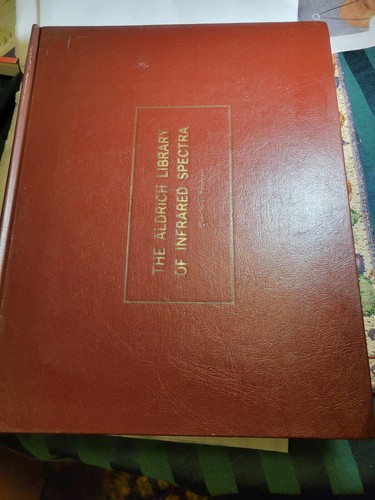 THE ALDRICH LIBRARY
OF INFRARED SPECTRA